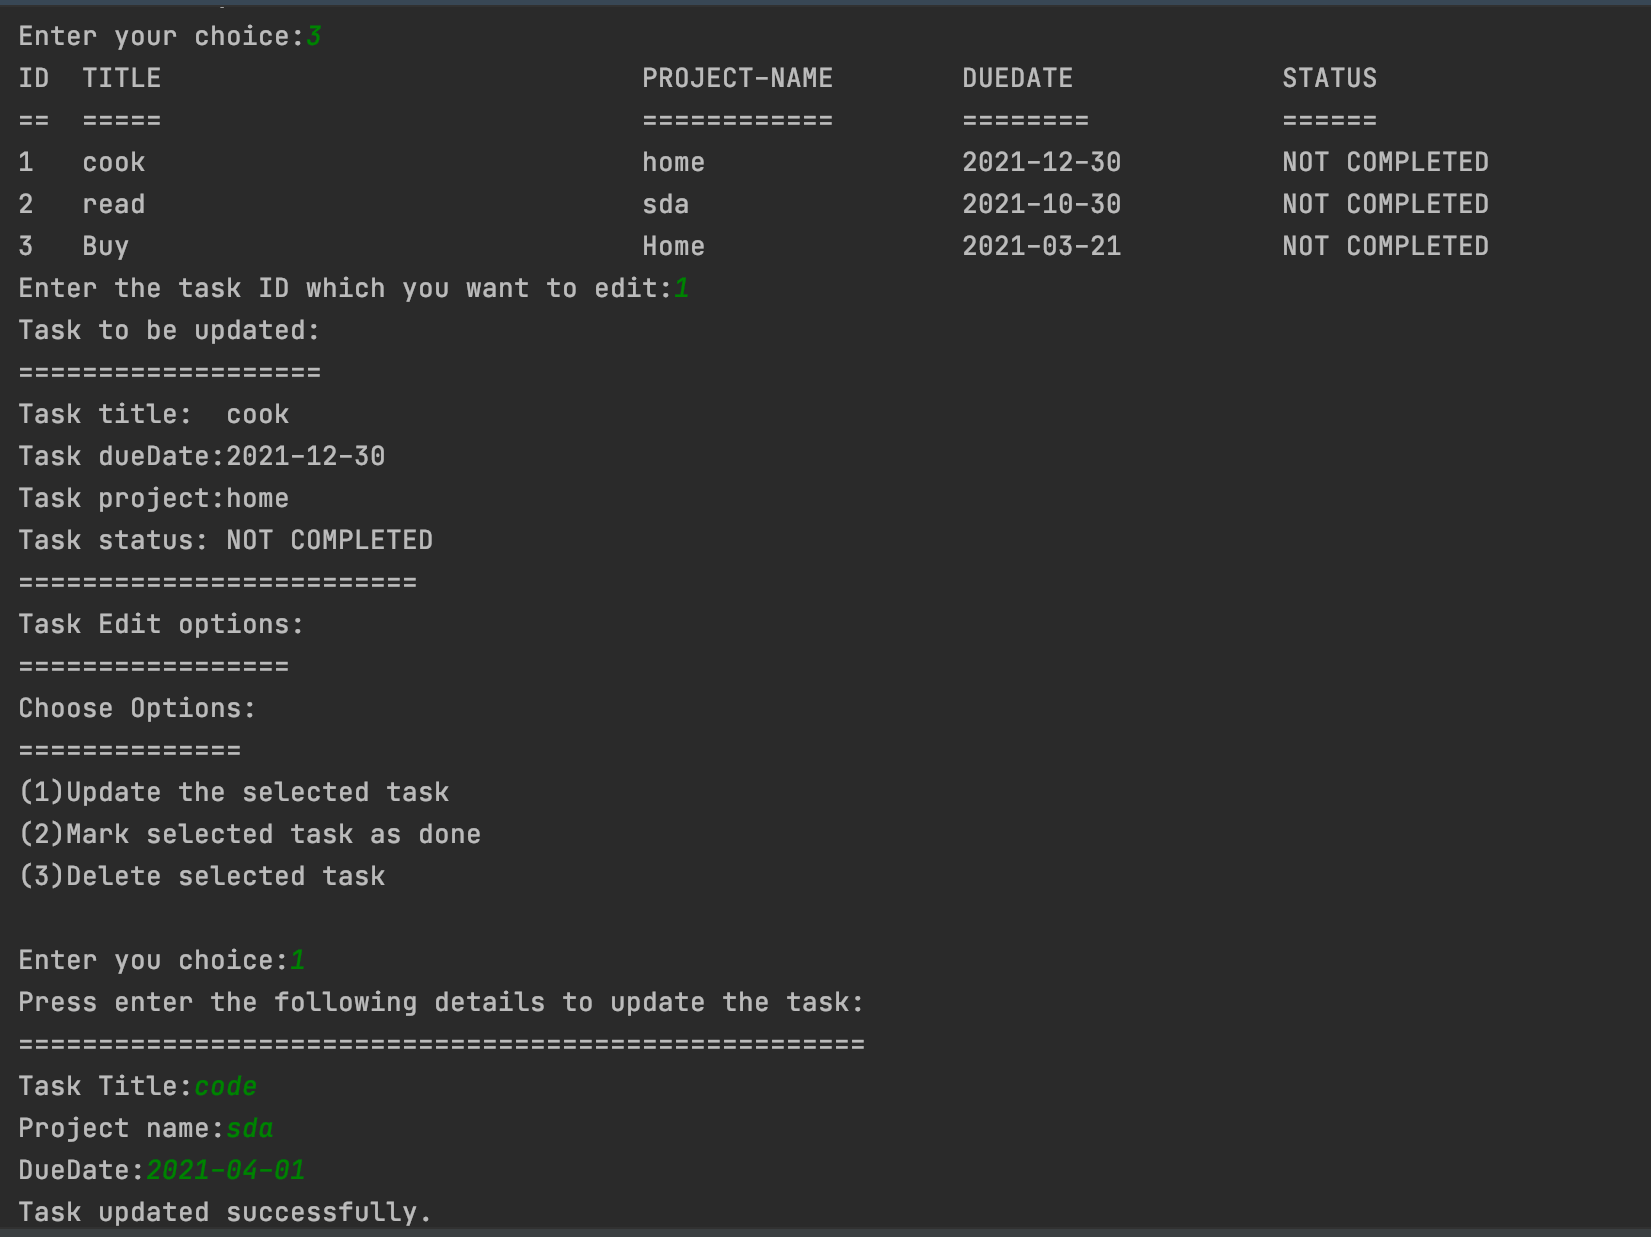 Enter your choice:3
ID  TITLE                              PROJECT-NAME        DUEDATE             STATUS
==  =====                              ============        ========            ======
1   cook                               home                2021-12-30          NOT COMPLETED
2   read                               sda                 2021-10-30          NOT COMPLETED
3   Buy                                Home                2021-03-21          NOT COMPLETED
Enter the task ID which you want to edit:1
Task to be updated:
===================
Task title:  cook
Task dueDate:2021-12-30
Task project:home
Task status: NOT COMPLETED
=========================
Task Edit options:
=================
Choose Options:
==============
(1)Update the selected task
(2)Mark selected task as done
(3)Delete selected task

Enter you choice:1
Press enter the following details to update the task:
=====================================================
Task Title:code
Project name:sda
DueDate:2021-04-01
Task updated successfully.